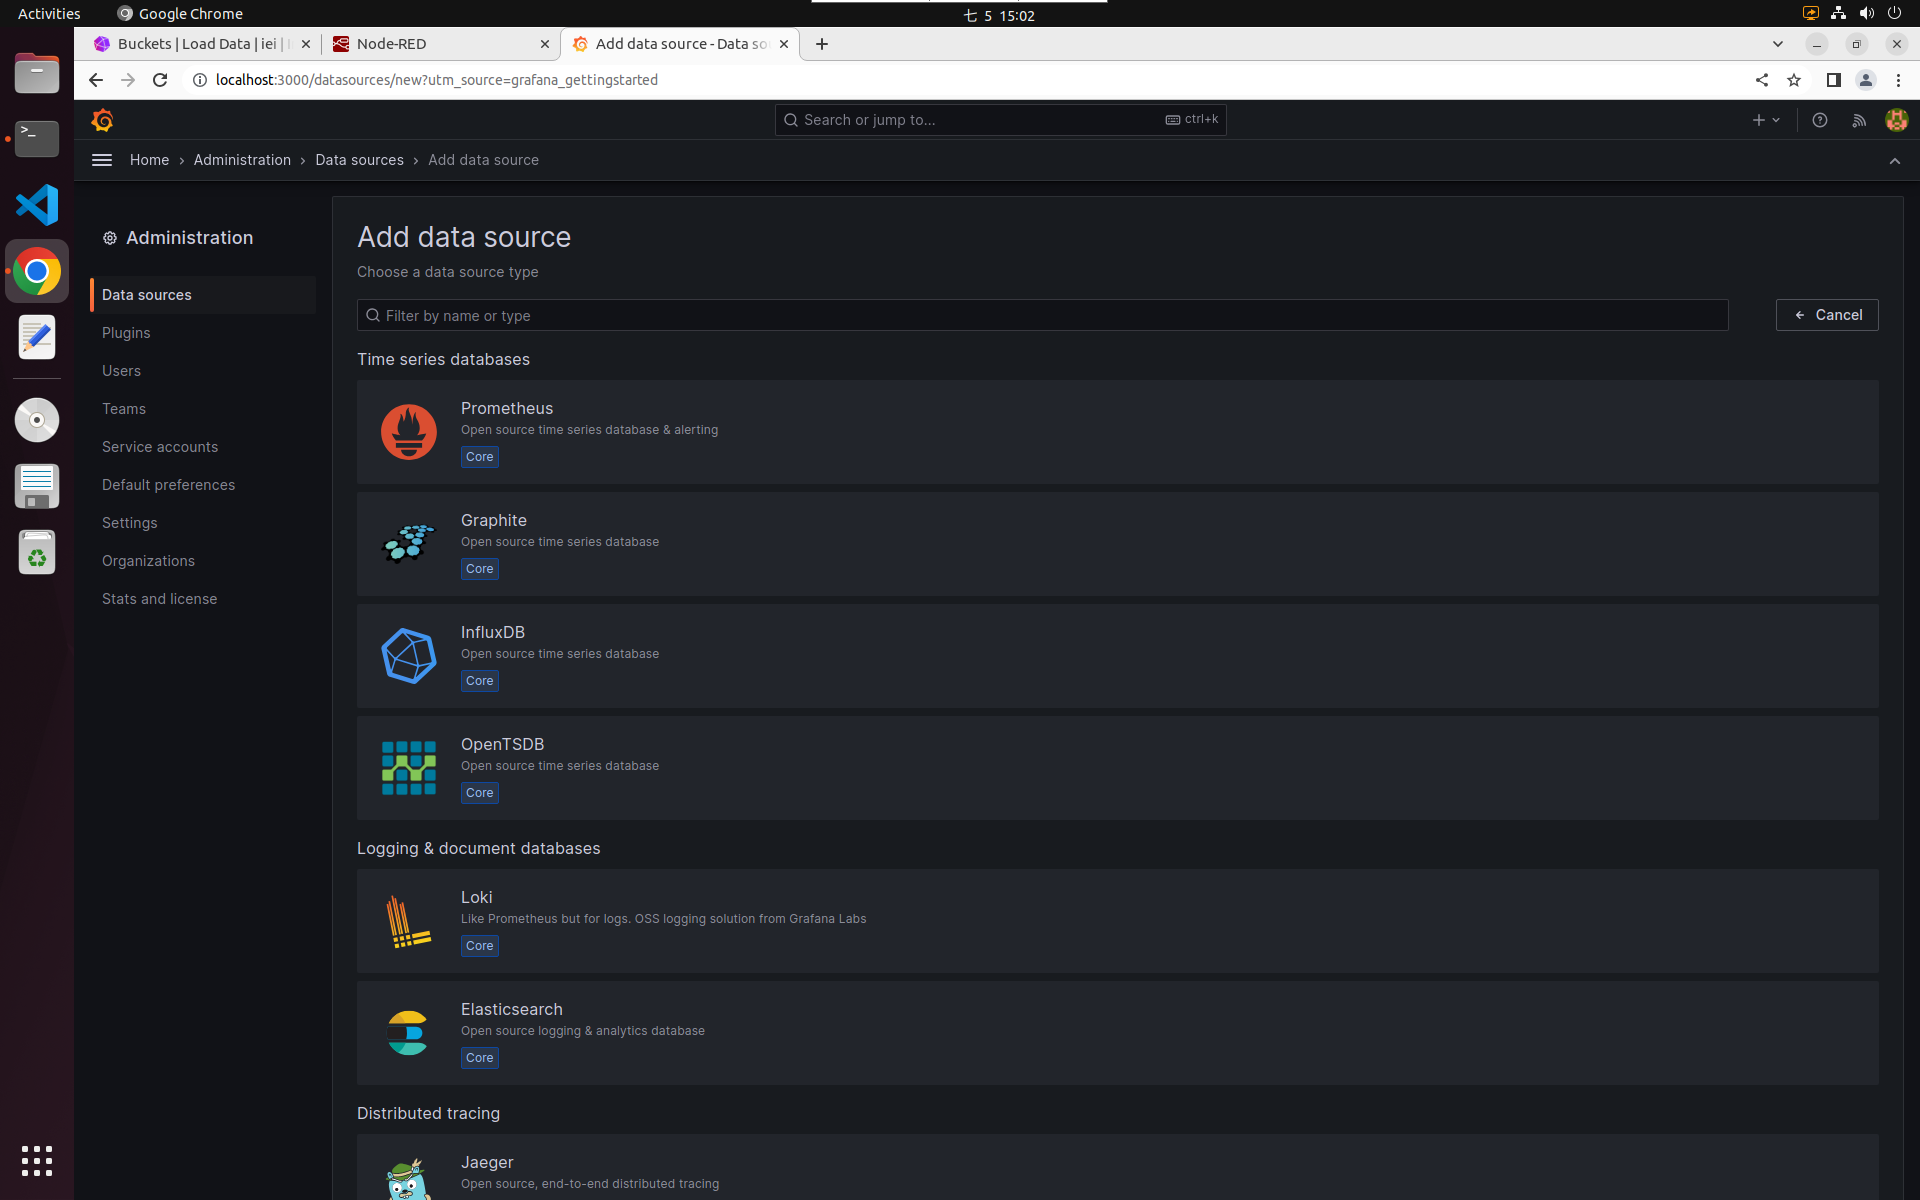 Activities
Google Chrome
七 5 15:02
Buckets | Load Data | iei |
Node-RED
Add data source - Data so
localhost:3000/datasources/new?utm_source=grafana_gettingstarted
Search or jump to...
ctrl+k
Home › Administration › Data sources › Add data source
Administration
Data sources
Plugins
Users
Teams
Service accounts
Default preferences
Settings
Organizations
Stats and license
Add data source
Choose a data source type
Filter by name or type
Cancel
Time series databases
Prometheus
Open source time series database & alerting
Core
Graphite
Open source time series database
Core
InfluxDB
Open source time series database
Core
OpenTSDB
Open source time series database
Core
Logging & document databases
Loki
Like Prometheus but for logs. OSS logging solution from Grafana Labs
Core
Elasticsearch
Open source logging & analytics database
Core
Distributed tracing
Jaeger
Open source, end-to-end distributed tracing